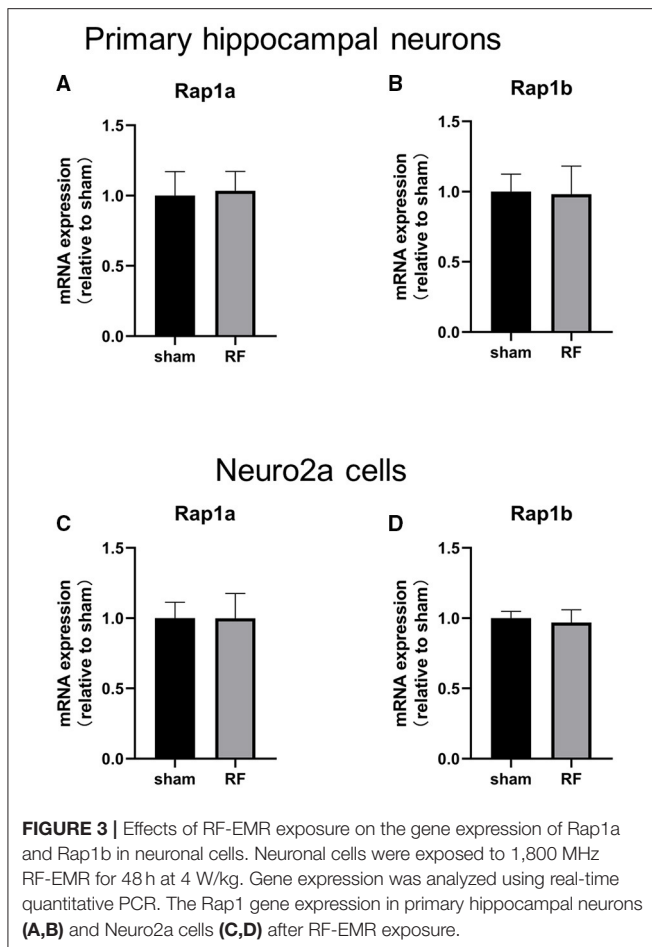 Primary hippocampal neurons
A
Rap1a
mRNA expression
（relative to sham）
1.5
1.0
0.5
0.0
sham RF
B
Rap1b
mRNA expression
（relative to sham）
1.5
1.0
0.5
0.0
sham RF
Neuro2a cells
C
Rap1a
mRNA expression
（relative to sham）
1.5
1.0
0.5
0.0
sham RF
D
Rap1b
mRNA expression
（relative to sham）
1.5
1.0
0.5
0.0
sham RF
FIGURE 3 | Effects of RF-EMR exposure on the gene expression of Rap1a
and Rap1b in neuronal cells. Neuronal cells were exposed to 1,800 MHz
RF-EMR for 48 h at 4 W/kg. Gene expression was analyzed using real-time
quantitative PCR. The Rap1 gene expression in primary hippocampal neurons
(A,B) and Neuro2a cells (C,D) after RF-EMR exposure.